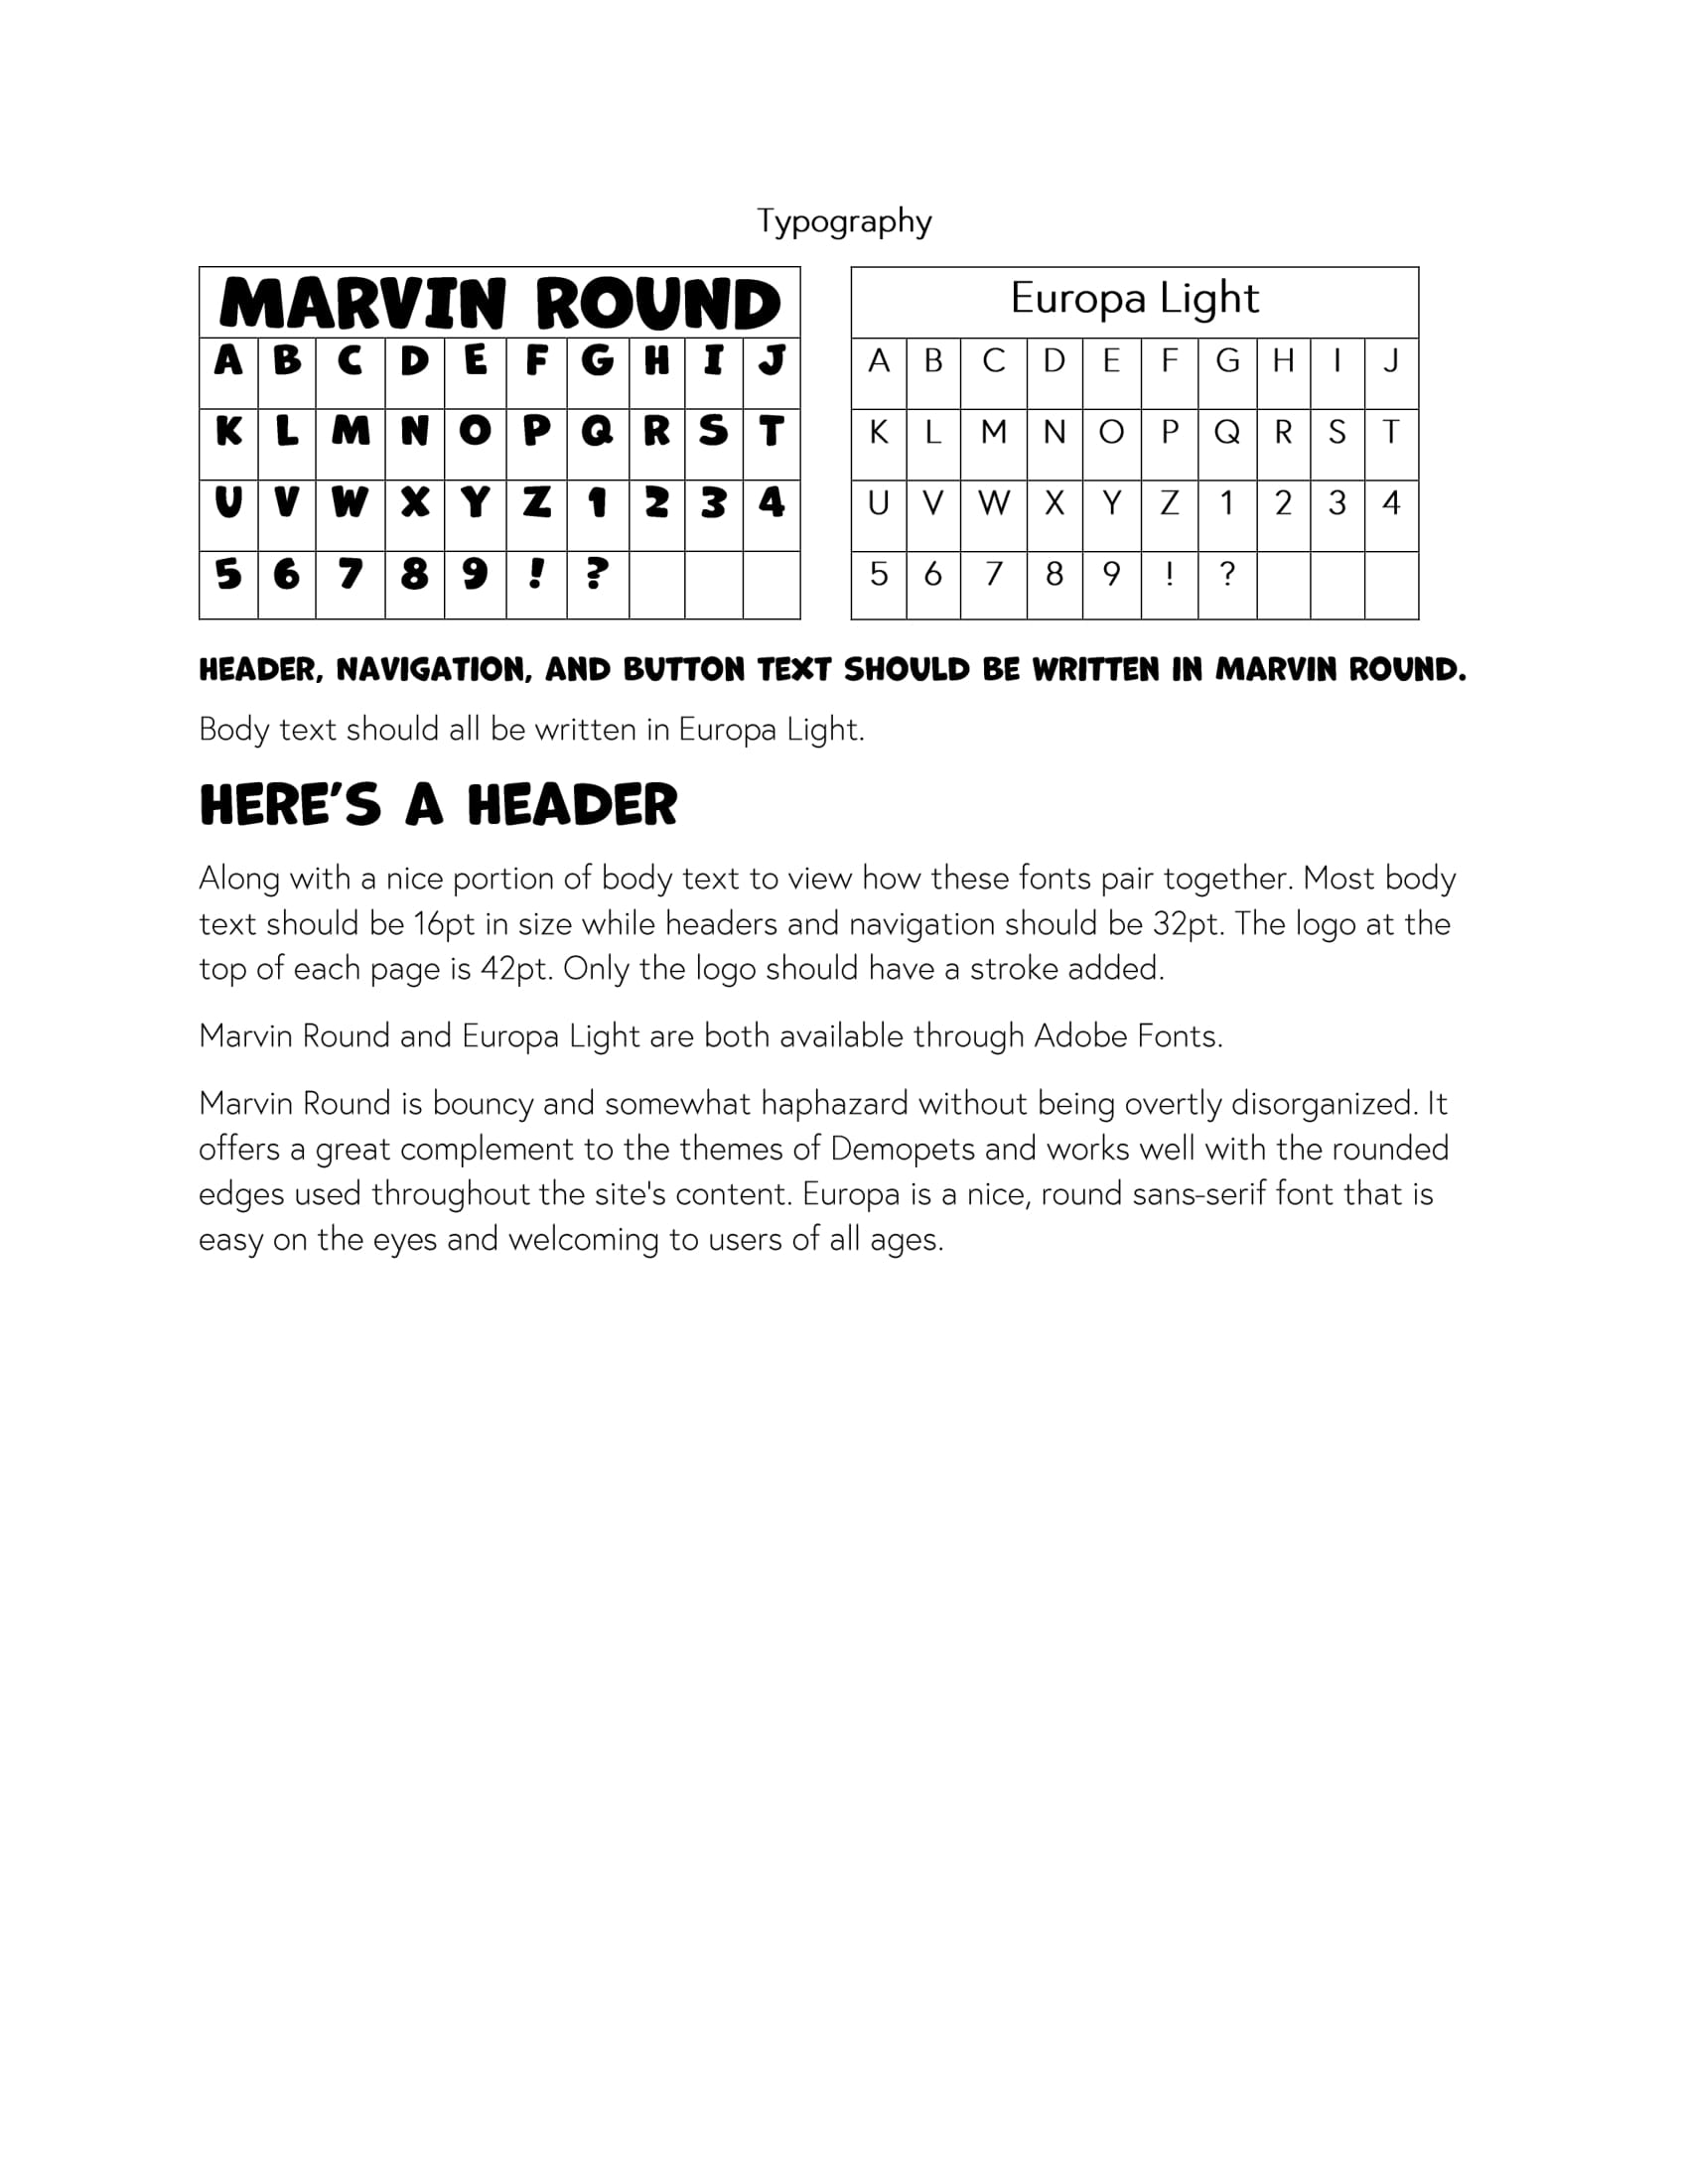 Typography
MARVIN ROUND
A B C D E F G H I J
K L M N O P Q R S T
U V W X Y Z 1 2 3 4
5 6 7 8 9 ! ?
Europa Light
A B C D E F G H I J
K L M N O P Q R S T
U V W X Y Z 1 2 3 4
5 6 7 8 9 ! ?
HEADER, NAVIGATION, AND BUTTON TEXT SHOULD BE WRITTEN IN MARVIN ROUND.
Body text should all be written in Europa Light.
HERE'S A HEADER
Along with a nice portion of body text to view how these fonts pair together. Most body
text should be 16pt in size while headers and navigation should be 32pt. The logo at the
top of each page is 42pt. Only the logo should have a stroke added.
Marvin Round and Europa Light are both available through Adobe Fonts.
Marvin Round is bouncy and somewhat haphazard without being overtly disorganized. It
offers a great complement to the themes of Demopets and works well with the rounded
edges used throughout the site's content. Europa is a nice, round sans-serif font that is
easy on the eyes and welcoming to users of all ages.